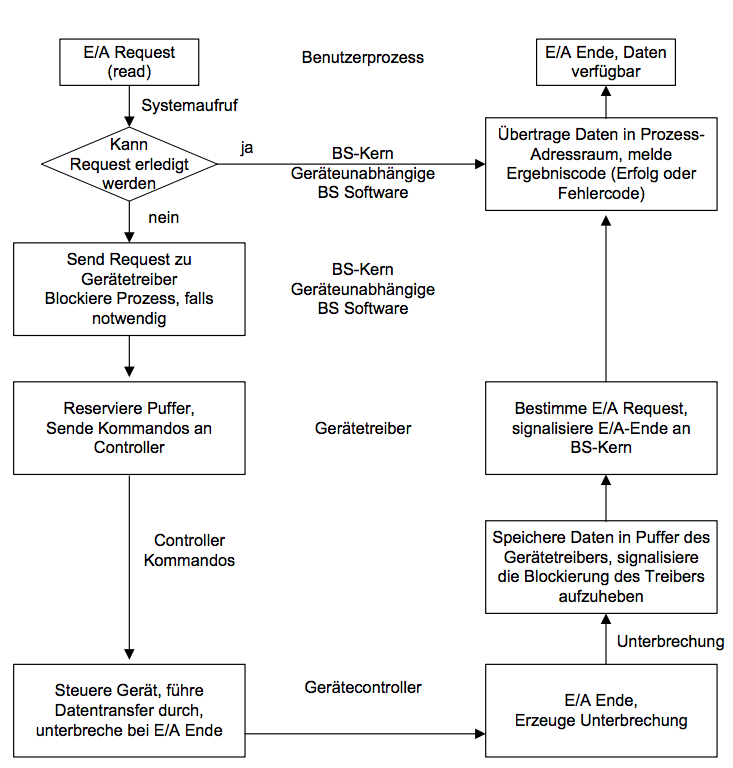 E/A Request
(read)
Benutzerprozess
E/A Ende, Daten
verfügbar
Systemaufruf
Kann
Request erledigt
werden
ja
BS-Kern
Geräteunabhängige
BS Software
Übertrage Daten in Prozess-
Adressraum, melde
Ergebniscode (Erfolg oder
Fehlercode)
nein
Send Request zu
Gerätetreiber
Blockiere Prozess, falls
notwendig
BS-Kern
Geräteunabhängige
BS Software
Reserviere Puffer,
Sende Kommandos an
Controller
Gerätetreiber
Bestimme E/A Request,
signalisiere E/A-Ende an
BS-Kern
Controller
Kommandos
Speichere Daten in Puffer des
Gerätetreibers, signalisiere
die Blockierung des Treibers
aufzuheben
Unterbrechung
Steuere Gerät, führe
Datentransfer durch,
unterbreche bei E/A Ende
Gerätecontroller
E/A Ende,
Erzeuge Unterbrechung